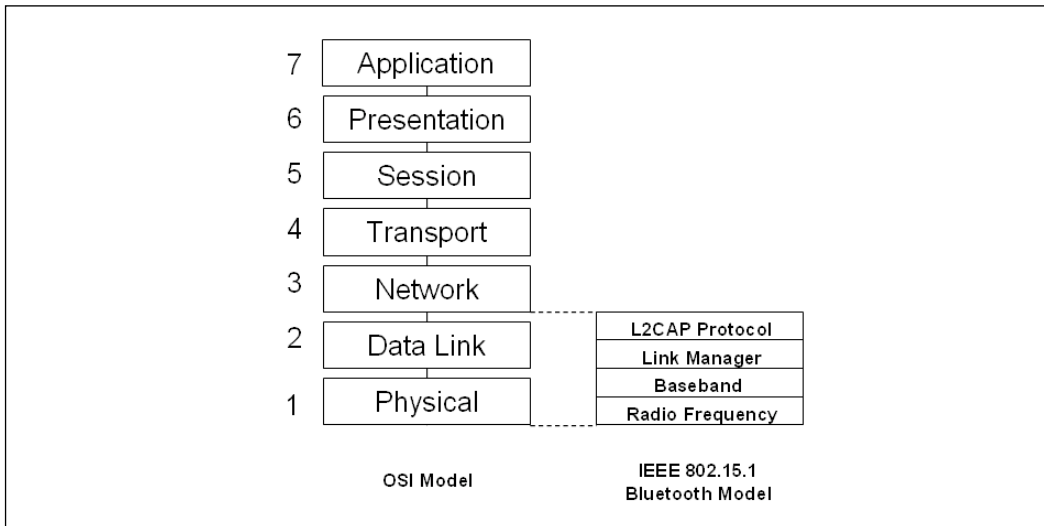 7 Application
6 Presentation
5 Session
4 Transport
3 Network
2 Data Link
1 Physical
L2CAP Protocol
Link Manager
Baseband
Radio Frequency
OSI Model
IEEE 802.15.1
Bluetooth Model